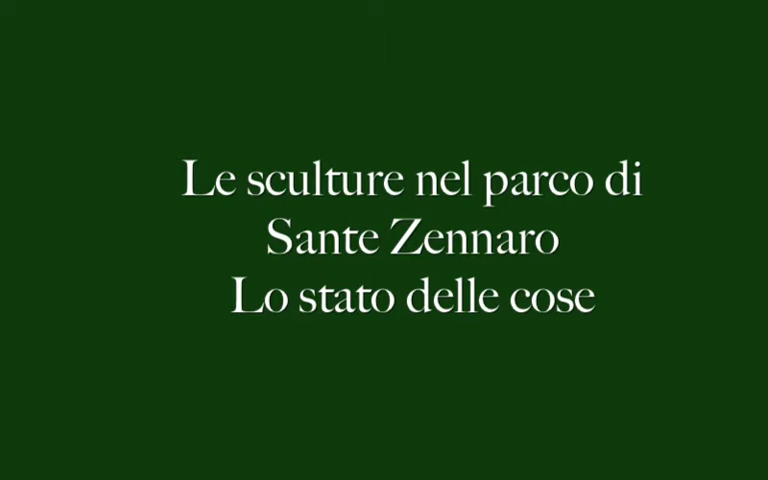 Le sculture nel parco di
Sante Zennaro
Lo stato delle cose